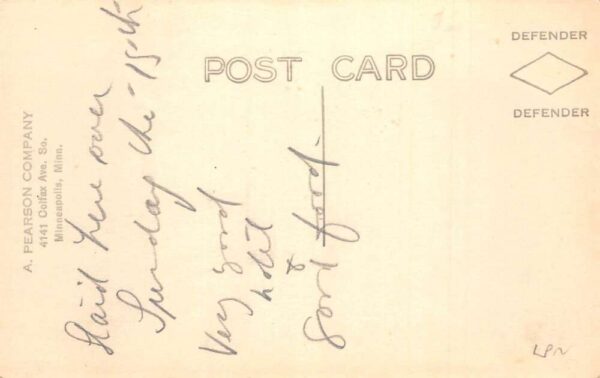 POST CARD
DEFENDER
DEFENDER
A. PEARSON COMPANY
4141 Colfax Ave. So.
Minneapolis, Minn.
Staid here over
Sunday the 15th
Very good
hotel
&
Good food.
LPN